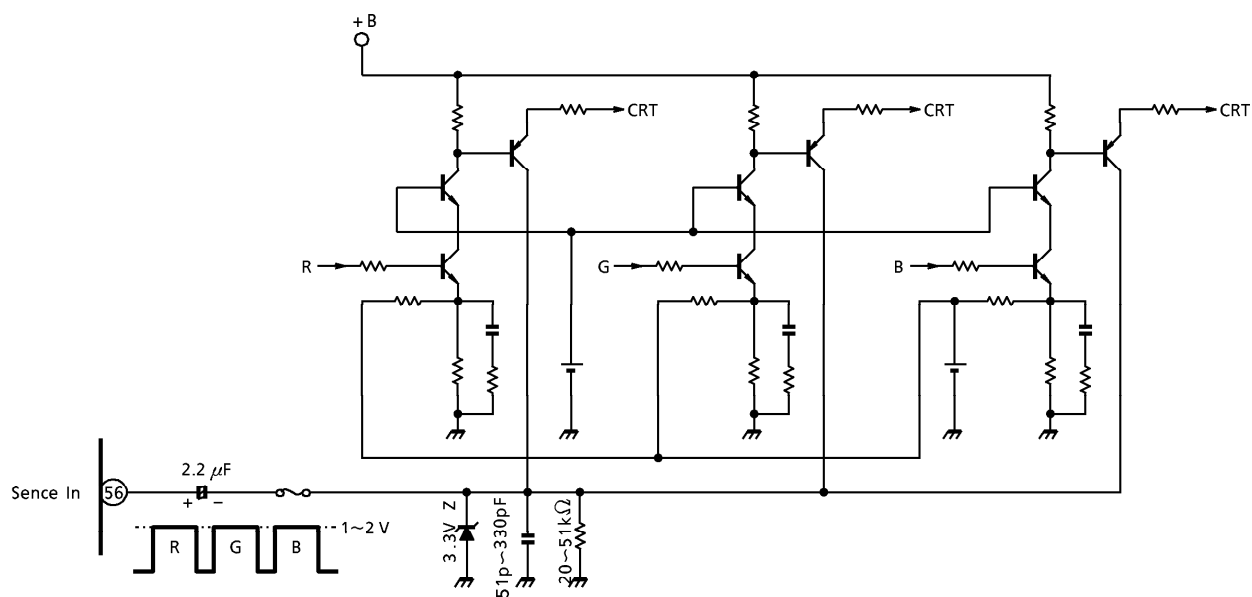 + B
CRT
CRT
CRT
R
G
B
2.2 μF
Sence In
56
+ −
1~2 V
R
G
B
3.3V Z
51p~330pF
20~51kΩ